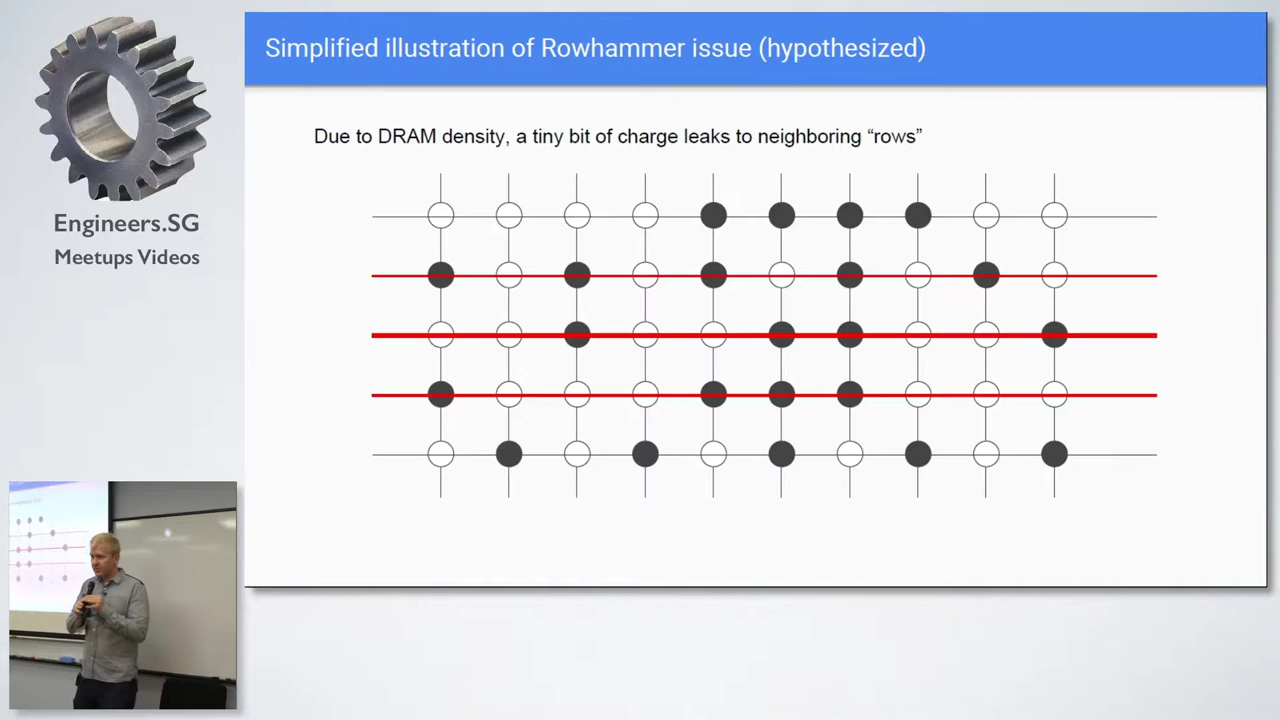 Simplified illustration of Rowhammer issue (hypothesized)
Due to DRAM density, a tiny bit of charge leaks to neighboring “rows”
Engineers.SG
Meetups Videos